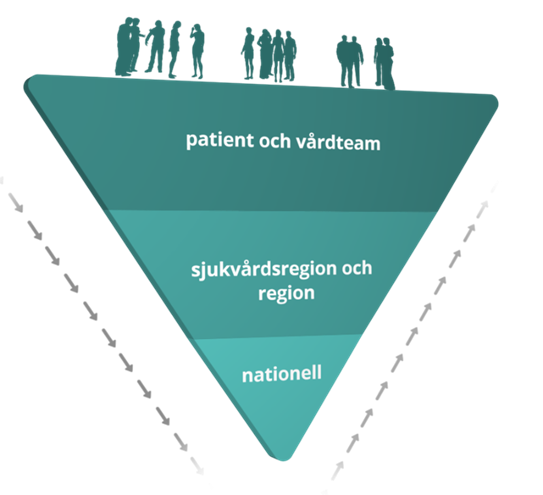 patient och vårdteam
sjukvårdsregion och
region
nationell